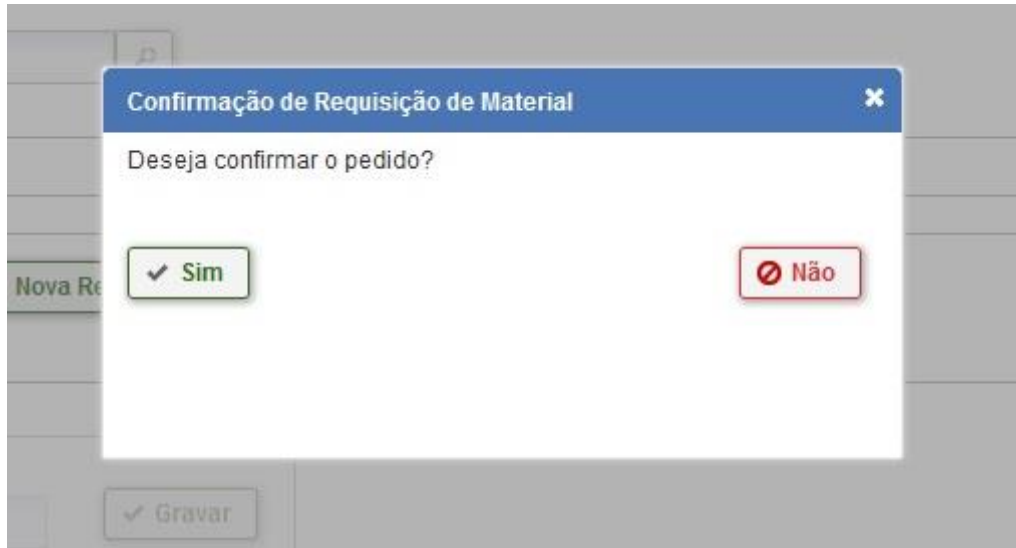 Confirmação de Requisição de Material
Deseja confirmar o pedido?
Sim
Não
Nova Re
Gravar